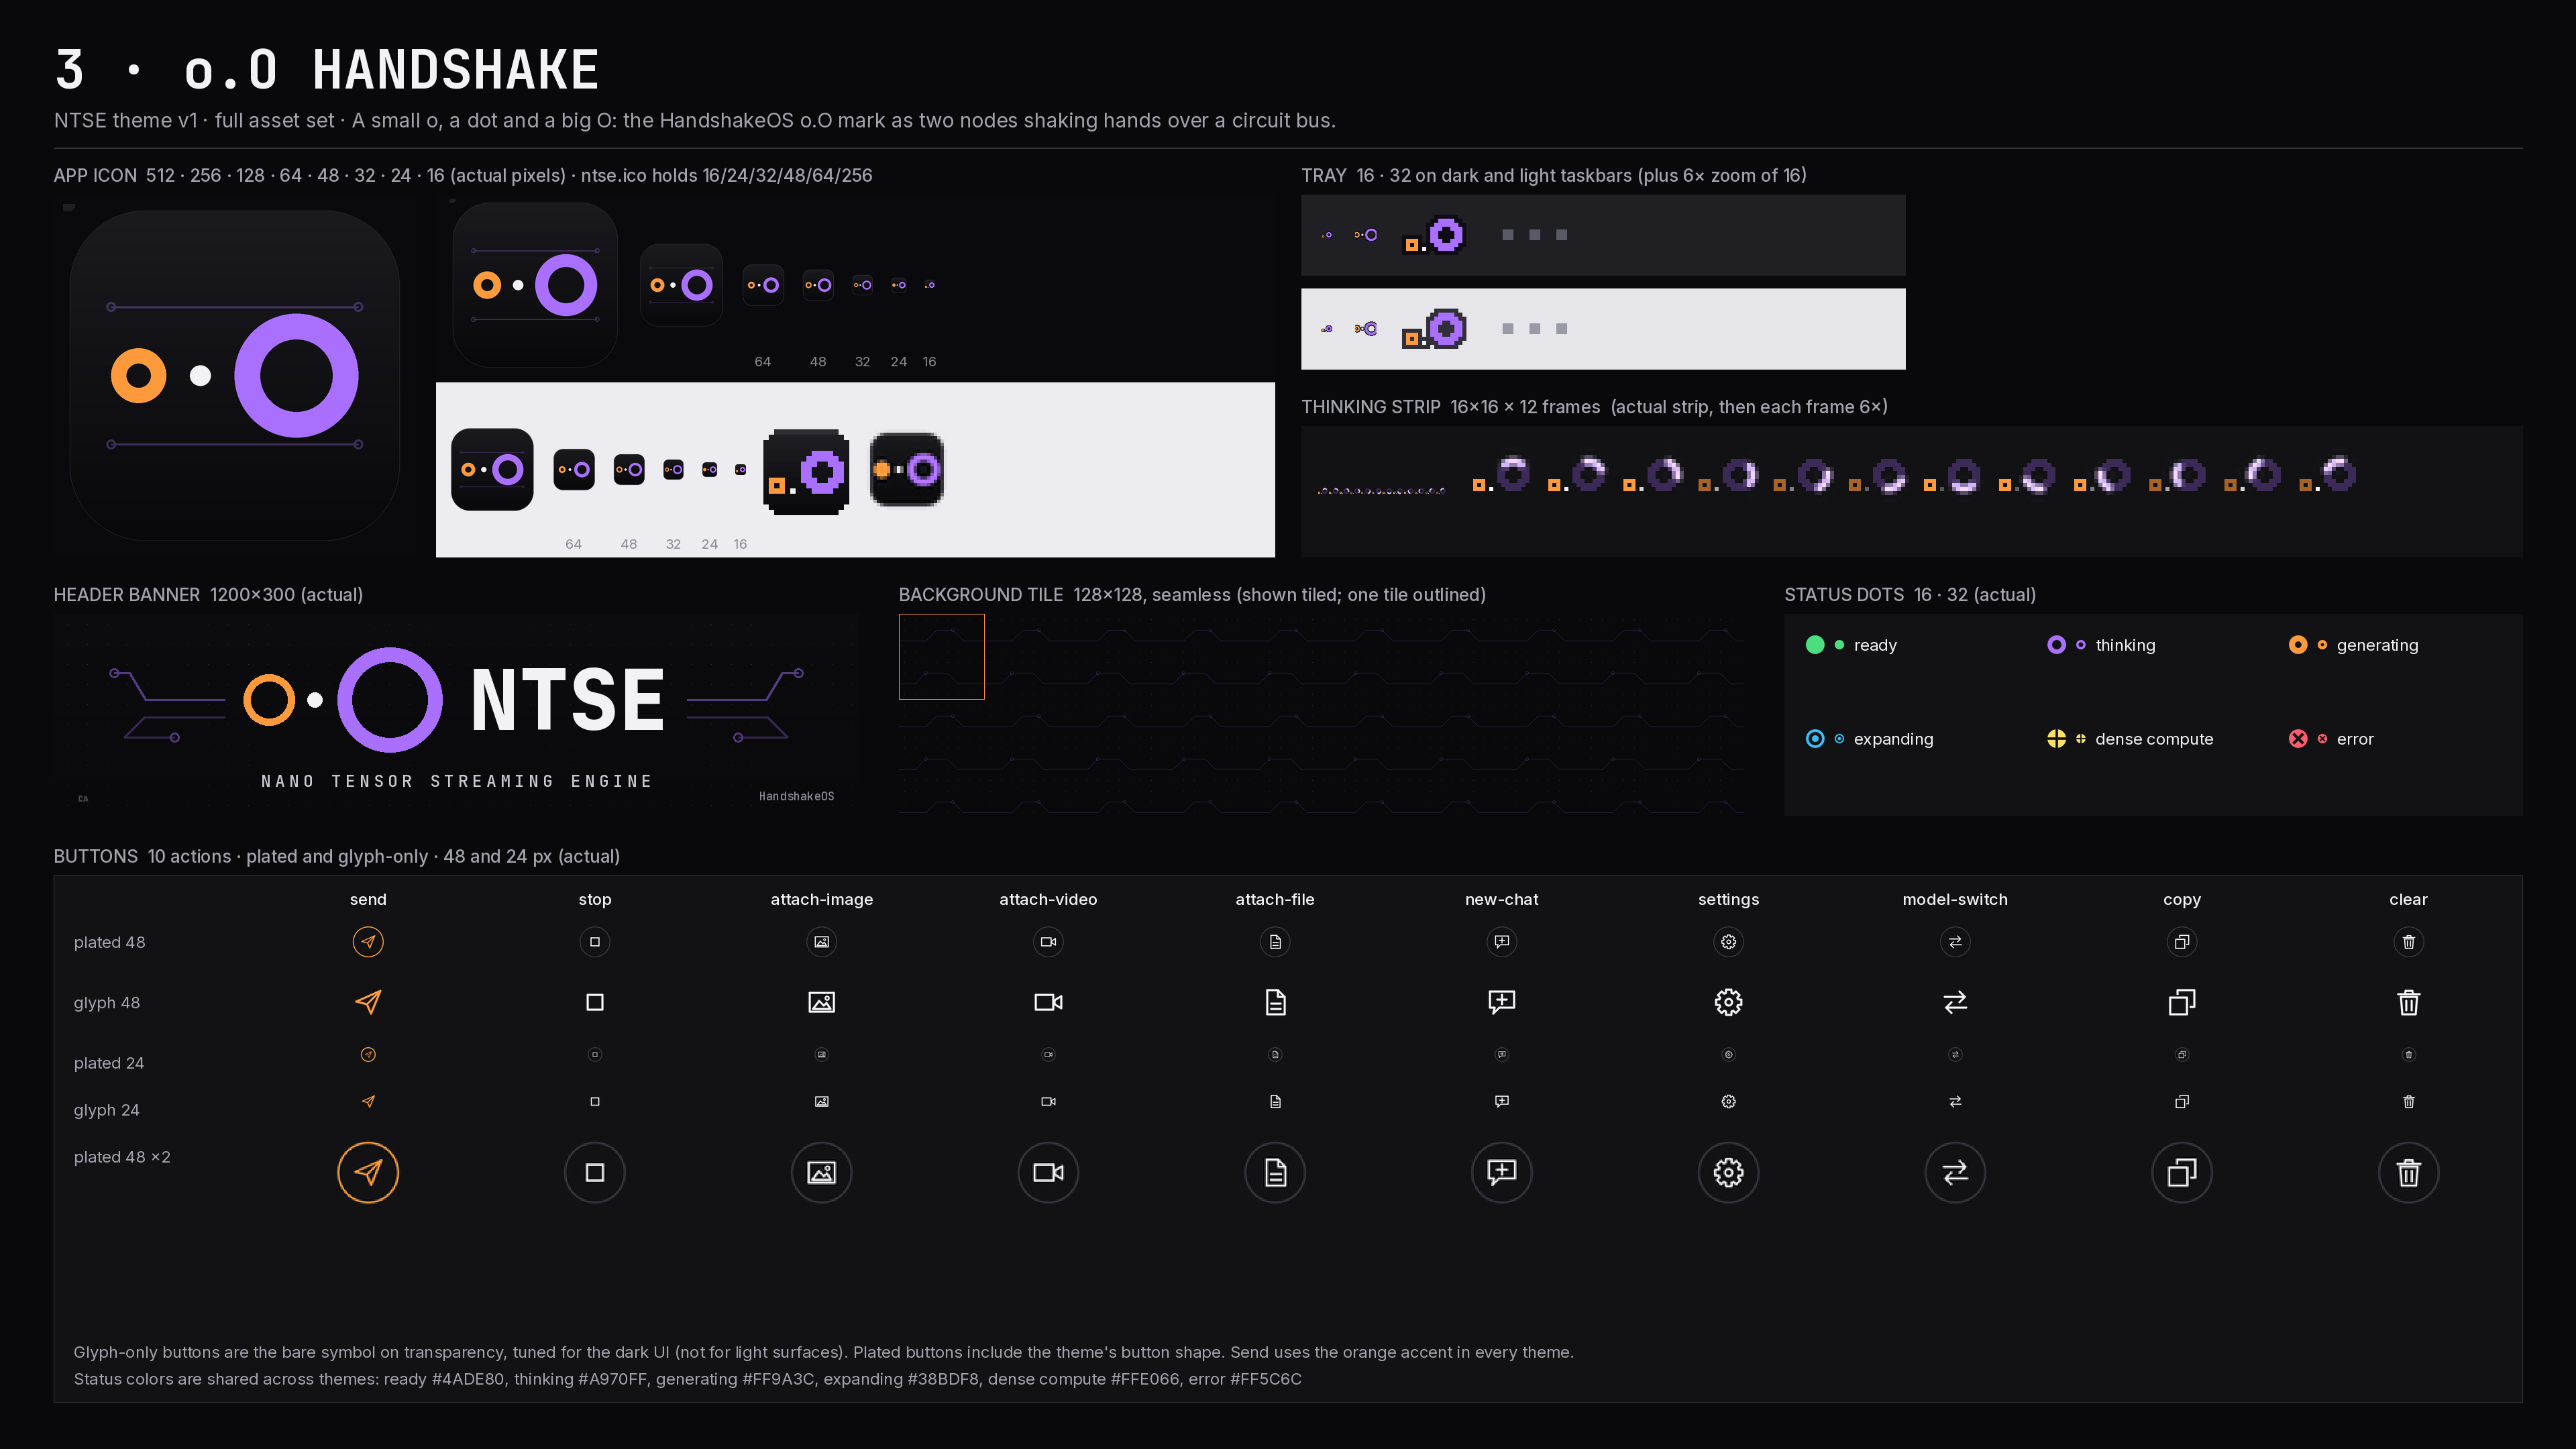 3 · o.O HANDSHAKE
NTSE theme v1 · full asset set · A small o, a dot and a big O: the HandshakeOS o.O mark as two nodes shaking hands over a circuit bus.
APP ICON 512 · 256 · 128 · 64 · 48 · 32 · 24 · 16 (actual pixels) · ntse.ico holds 16/24/32/48/64/256
64 48 32 24 16
64 48 32 24 16
TRAY 16 · 32 on dark and light taskbars (plus 6× zoom of 16)
THINKING STRIP 16×16 × 12 frames (actual strip, then each frame 6×)
HEADER BANNER 1200×300 (actual)
NTSE
NANO TENSOR STREAMING ENGINE
HandshakeOS
BACKGROUND TILE 128×128, seamless (shown tiled; one tile outlined)
STATUS DOTS 16 · 32 (actual)
ready thinking generating
expanding dense compute error
BUTTONS 10 actions · plated and glyph-only · 48 and 24 px (actual)
send stop attach-image attach-video attach-file new-chat settings model-switch copy clear
plated 48
glyph 48
plated 24
glyph 24
plated 48 ×2
Glyph-only buttons are the bare symbol on transparency, tuned for the dark UI (not for light surfaces). Plated buttons include the theme's button shape. Send uses the orange accent in every theme.
Status colors are shared across themes: ready #4ADE80, thinking #A970FF, generating #FF9A3C, expanding #38BDF8, dense compute #FFE066, error #FF5C6C